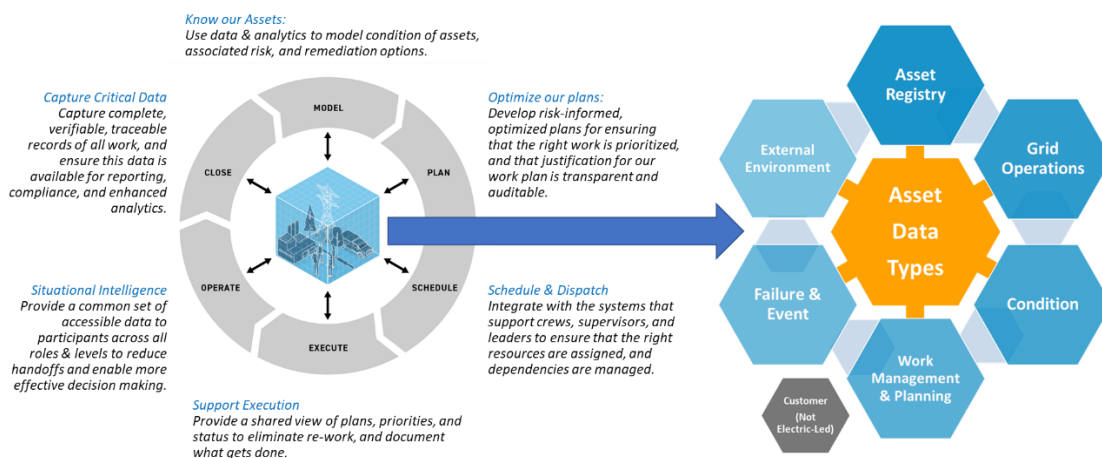 Know our Assets:
Use data & analytics to model condition of assets,
associated risk, and remediation options.
Capture Critical Data
Capture complete,
verifiable, traceable
records of all work, and
ensure this data is
available for reporting,
compliance, and enhanced
analytics.
MODEL
PLAN
SCHEDULE
EXECUTE
OPERATE
CLOSE
Optimize our plans:
Develop risk-informed,
optimized plans for ensuring
that the right work is prioritized,
and that justification for our
work plan is transparent and
auditable.
Situational Intelligence
Provide a common set of
accessible data to
participants across all
roles & levels to reduce
handoffs and enable more
effective decision making.
Schedule & Dispatch
Integrate with the systems that
support crews, supervisors, and
leaders to ensure that the right
resources are assigned, and
dependencies are managed.
Support Execution
Provide a shared view of plans, priorities, and
status to eliminate re-work, and document
what gets done.
Asset
Registry
External
Environment
Grid
Operations
Asset
Data
Types
Failure &
Event
Condition
Work
Management
& Planning
Customer
(Not
Electric-Led)